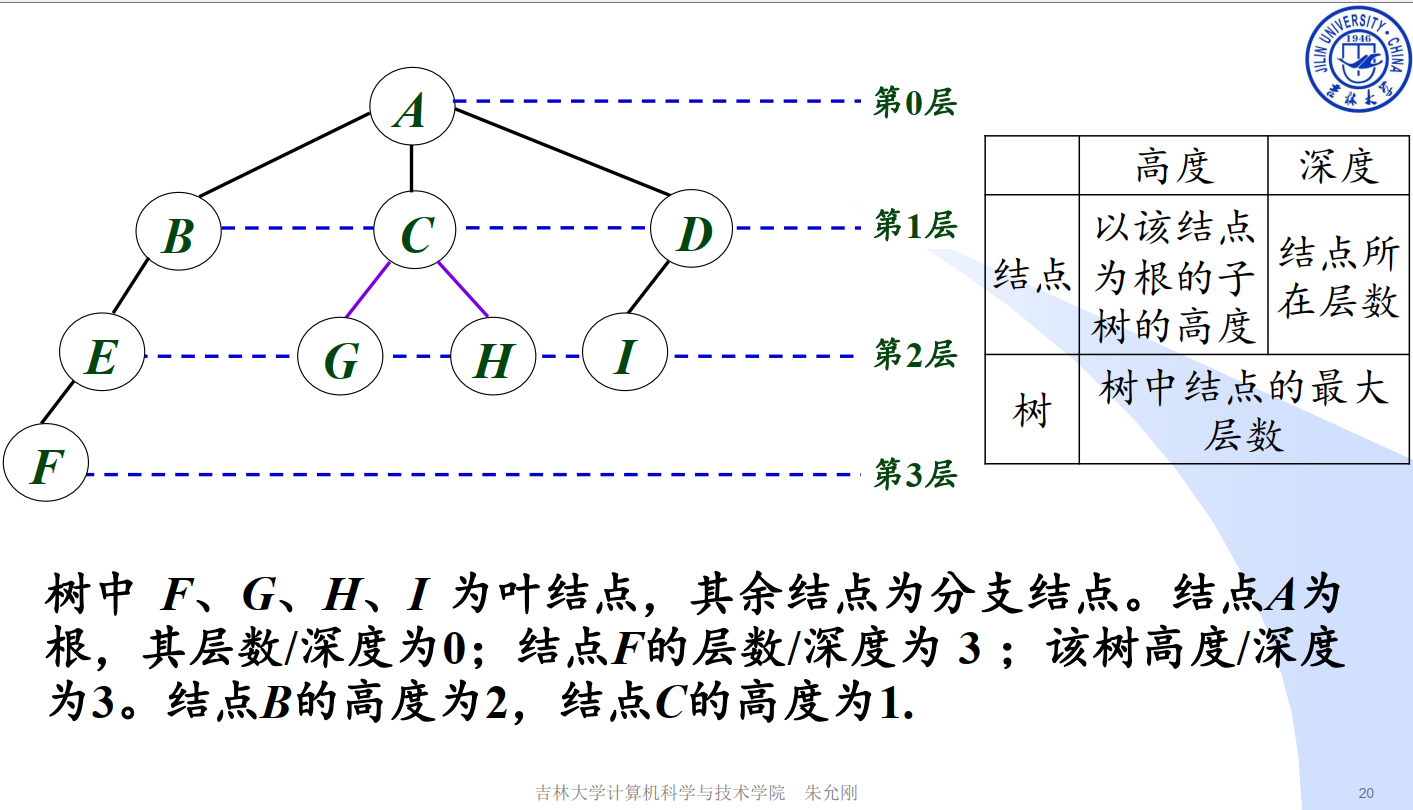 JILIN UNIVERSITY·CHINA
1946
吉林大学
A
第0层
B
C
D
第1层
E
G
H
I
第2层
F
第3层
高度
深度
结点
以该结点
为根的子
树的高度
结点所
在层数
树
树中结点的最大
层数
树中 F、G、H、I 为叶结点，其余结点为分支结点。结点A为
根，其层数/深度为0；结点F的层数/深度为 3 ；该树高度/深度
为3。结点B的高度为2，结点C的高度为1.
吉林大学计算机科学与技术学院 朱允刚
20